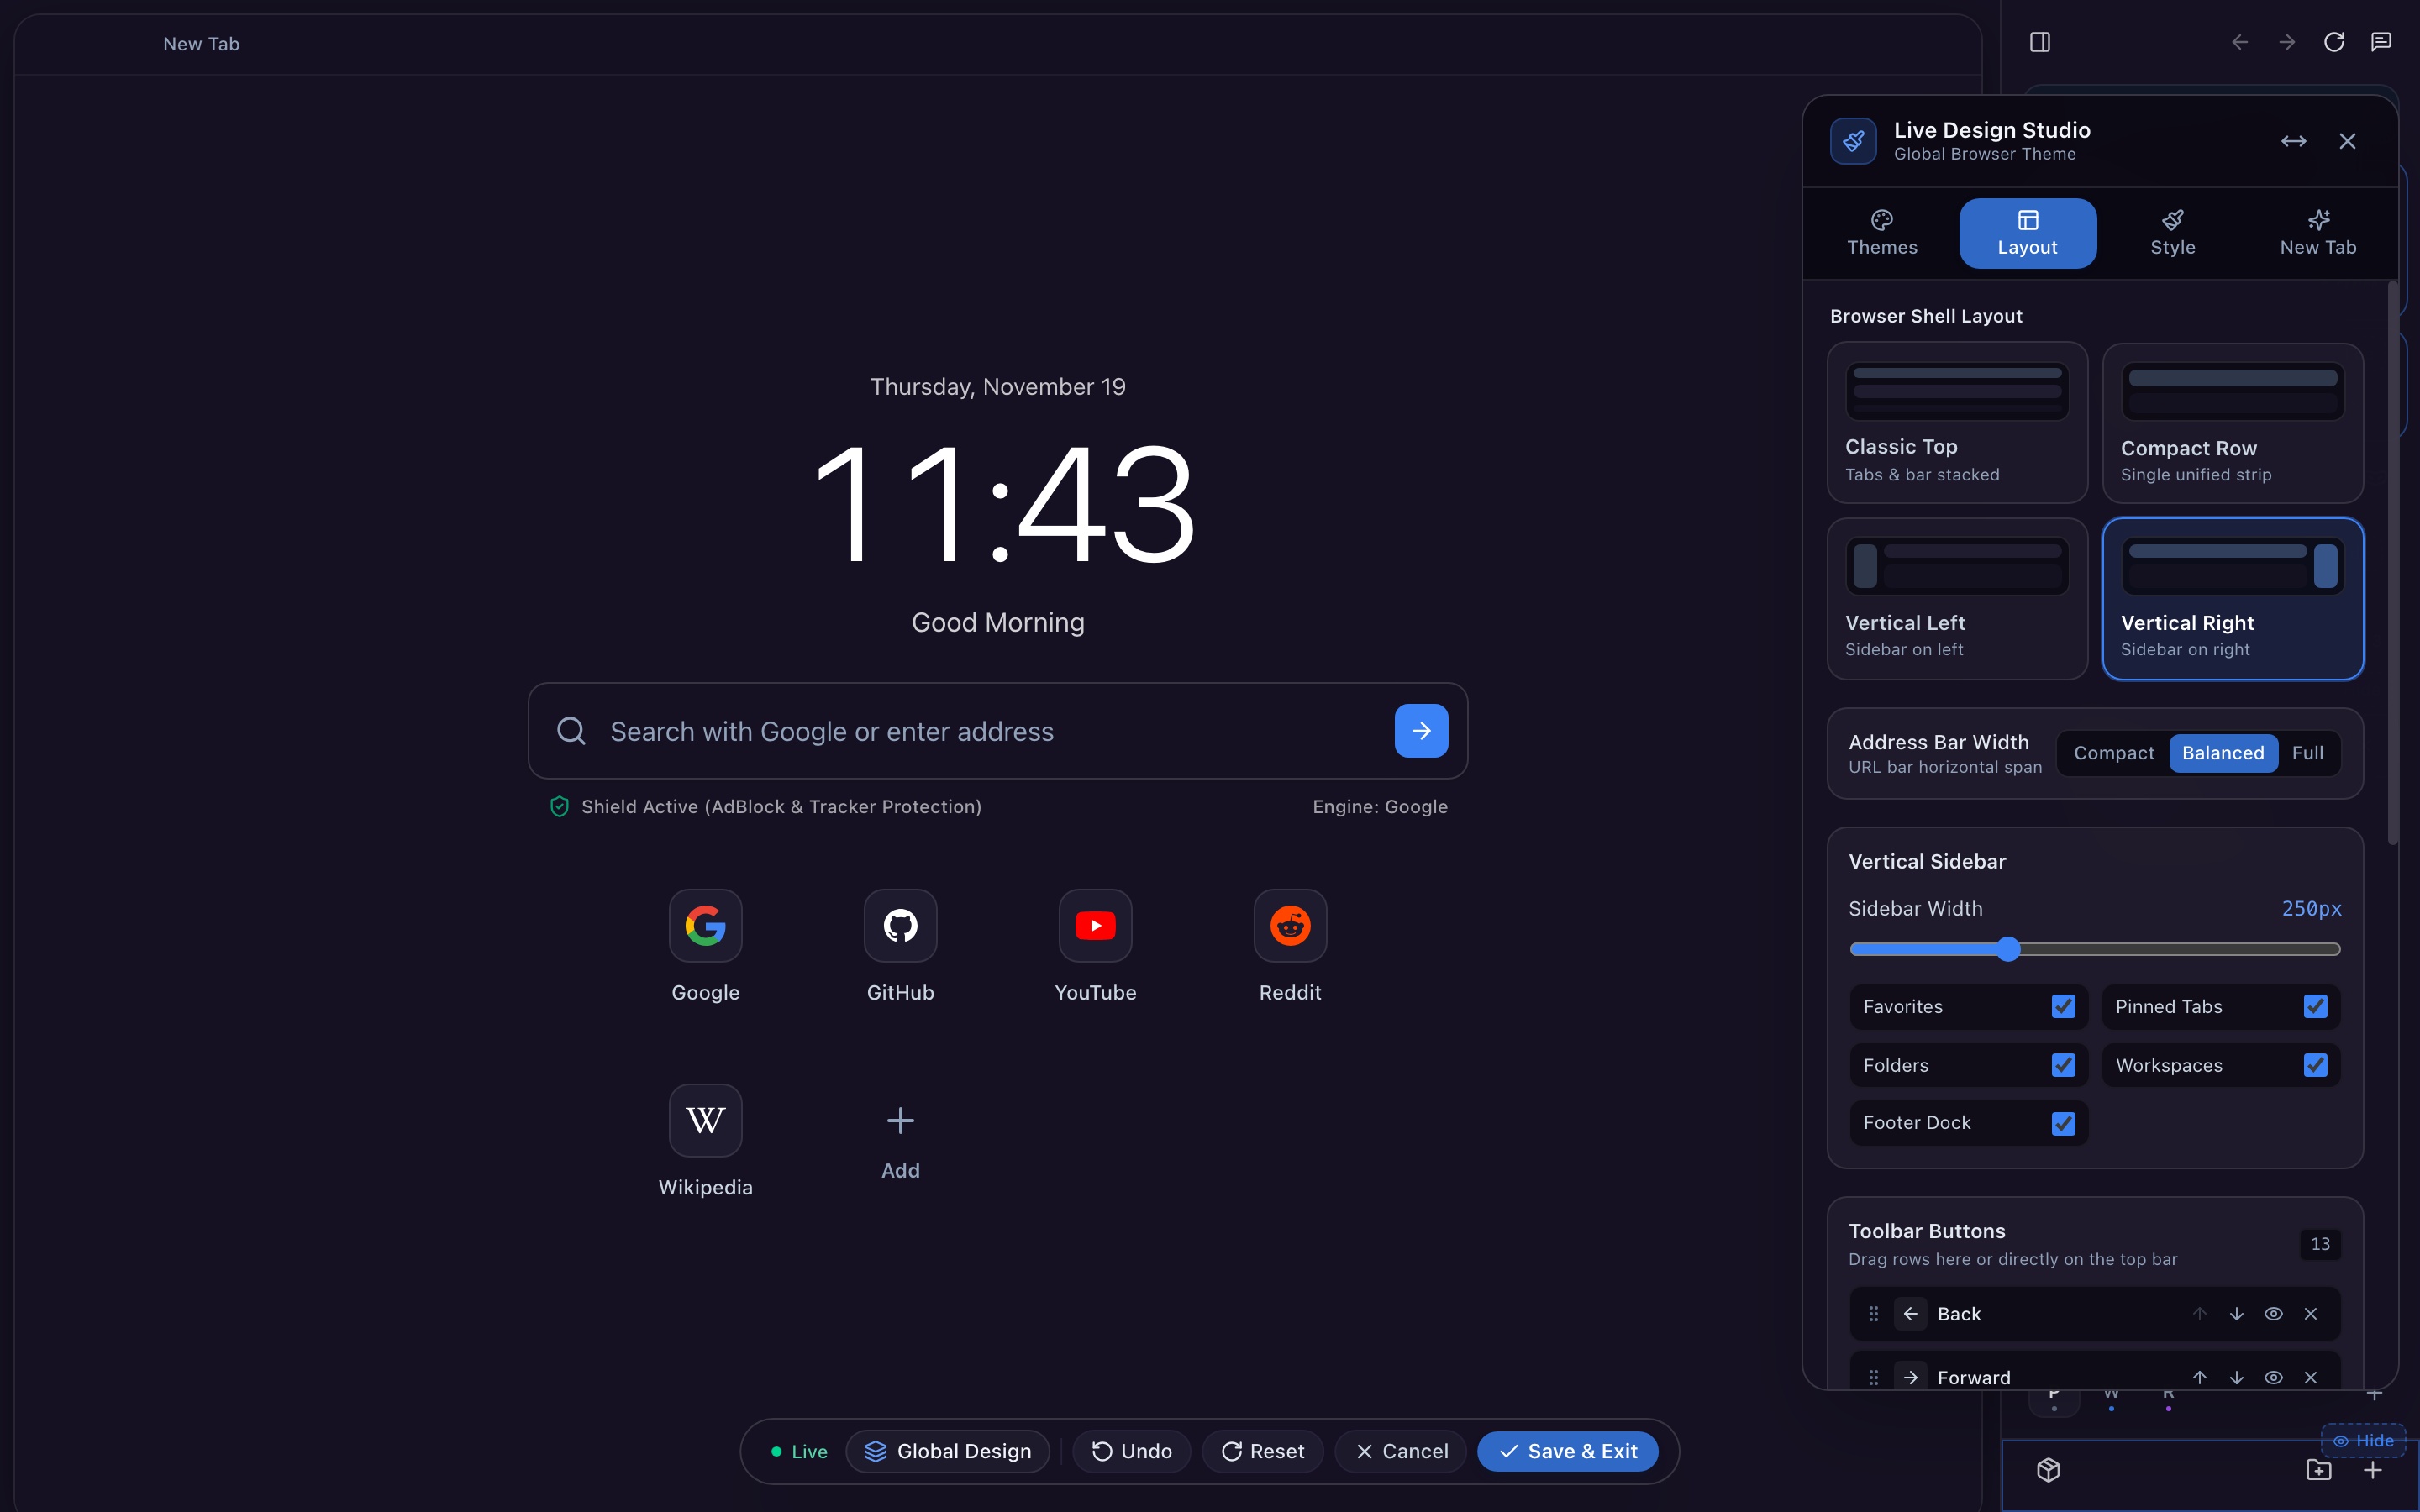 New Tab
Thursday, November 19
11:43
Good Morning
Search with Google or enter address
Shield Active (AdBlock & Tracker Protection)
Engine: Google
Google
GitHub
YouTube
Reddit
W
Wikipedia
Add
Live Design Studio
Global Browser Theme
Themes
Layout
Style
New Tab
Browser Shell Layout
Classic Top
Tabs & bar stacked
Compact Row
Single unified strip
Vertical Left
Sidebar on left
Vertical Right
Sidebar on right
Address Bar Width
URL bar horizontal span
Compact
Balanced
Full
Vertical Sidebar
Sidebar Width
250px
Favorites
Pinned Tabs
Folders
Workspaces
Footer Dock
Toolbar Buttons
13
Drag rows here or directly on the top bar
Back
Forward
P
W
R
Hide
Live
Global Design
Undo
Reset
Cancel
Save & Exit